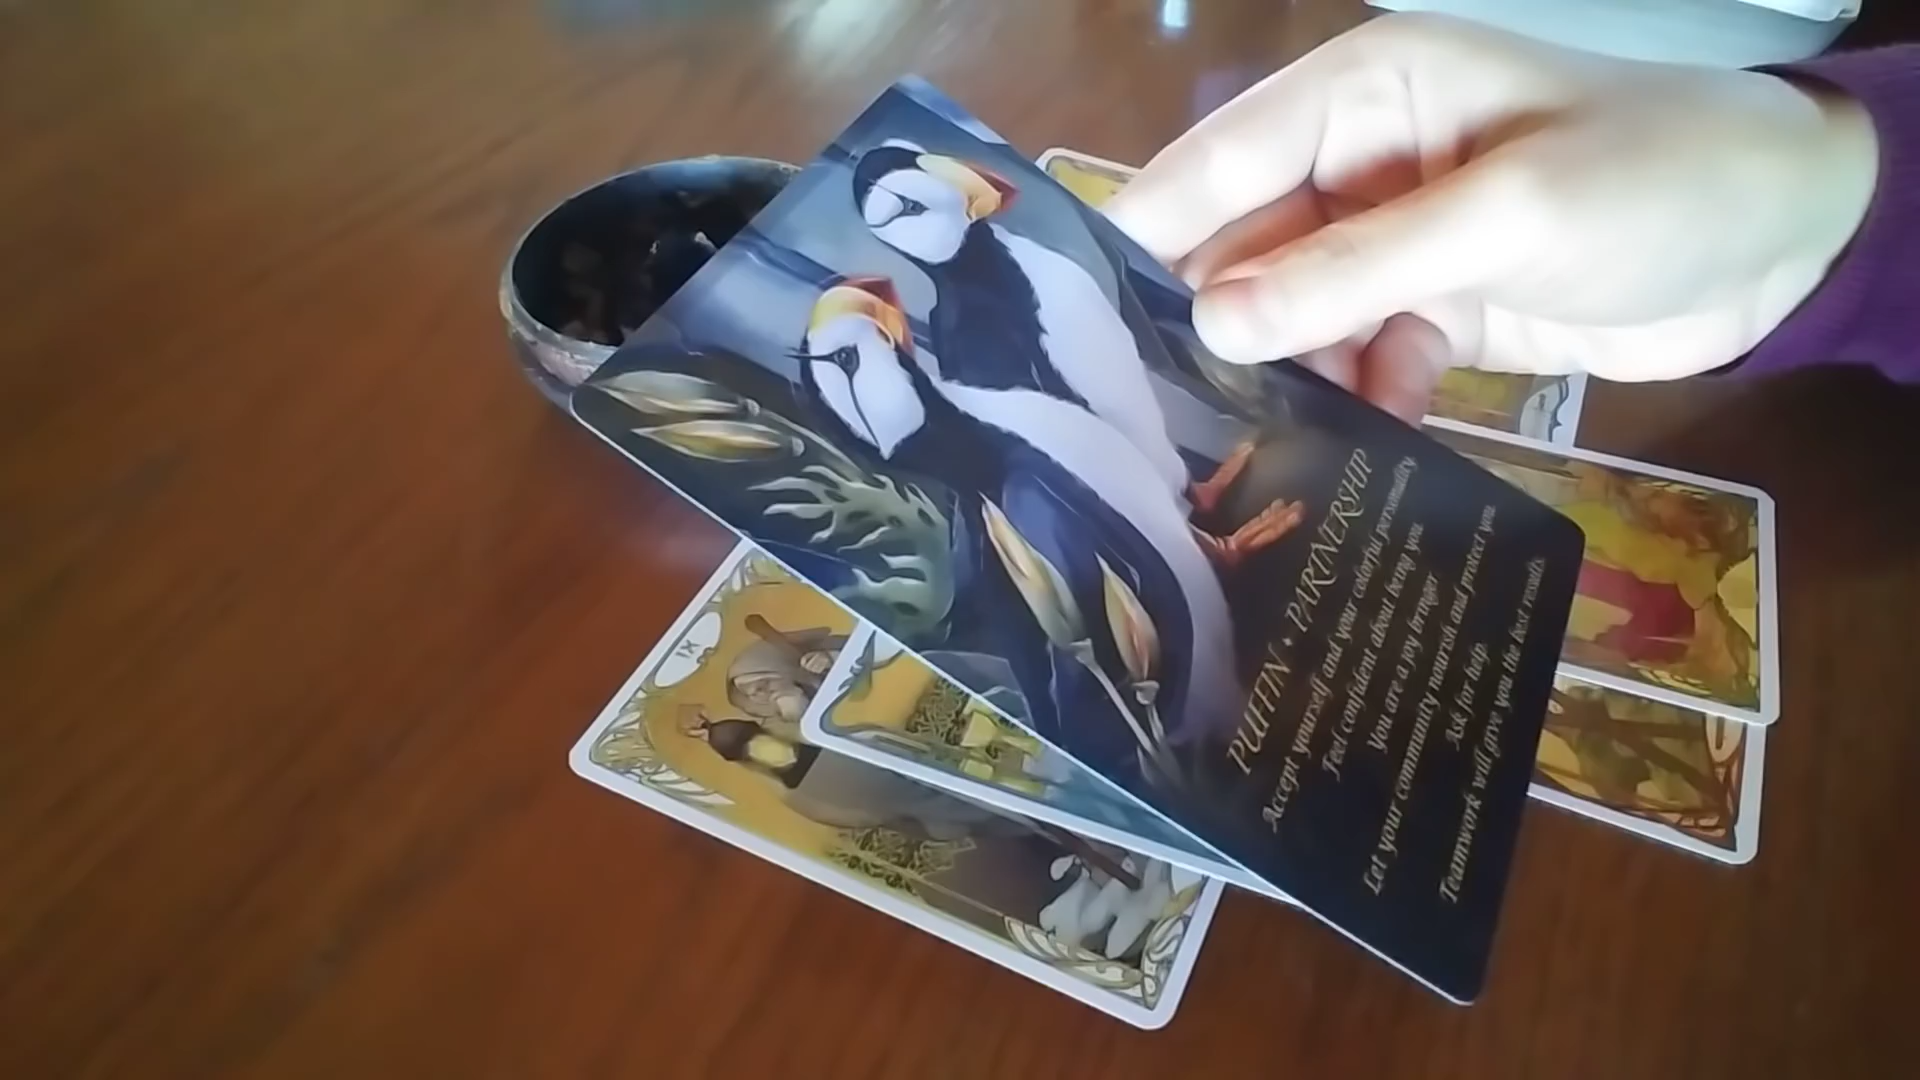 PUFFIN • PARTNERSHIP
Accept yourself and your colorful personality.
Feel confident about being you.
You are a joy bringer.
Let your community nourish and protect you.
Ask for help.
Teamwork will give you the best results.
IX